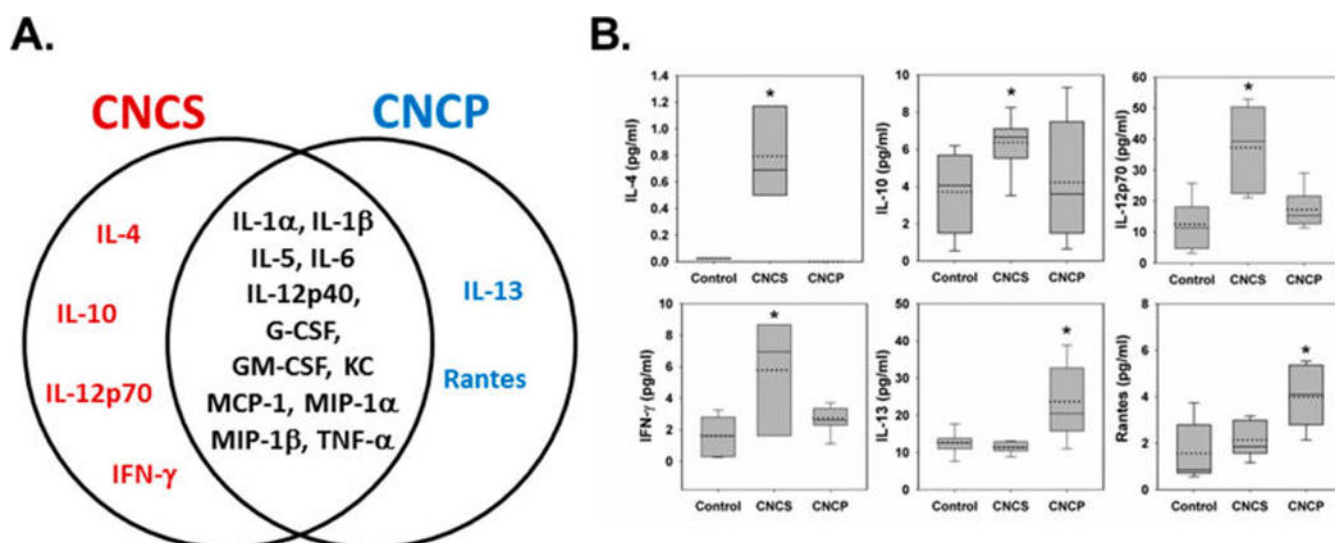 A.
CNCS
CNCP
IL-4
IL-10
IL-12p70
IFN-γ
IL-1α, IL-1β
IL-5, IL-6
IL-12p40,
G-CSF,
GM-CSF, KC
MCP-1, MIP-1α
MIP-1β, TNF-α
IL-13
Rantes
B.
IL-4 (pg/ml)
1.4
1.2
1.0
0.8
0.6
0.4
0.2
0.0
*
Control CNCS CNCP
IL-10 (pg/ml)
10
8
6
4
2
0
*
Control CNCS CNCP
IL-12p70 (pg/ml)
60
50
40
30
20
10
0
*
Control CNCS CNCP
IFN-γ (pg/ml)
10
8
6
4
2
0
*
Control CNCS CNCP
IL-13 (pg/ml)
50
40
30
20
10
0
*
Control CNCS CNCP
Rantes (pg/ml)
8
6
4
2
0
*
Control CNCS CNCP